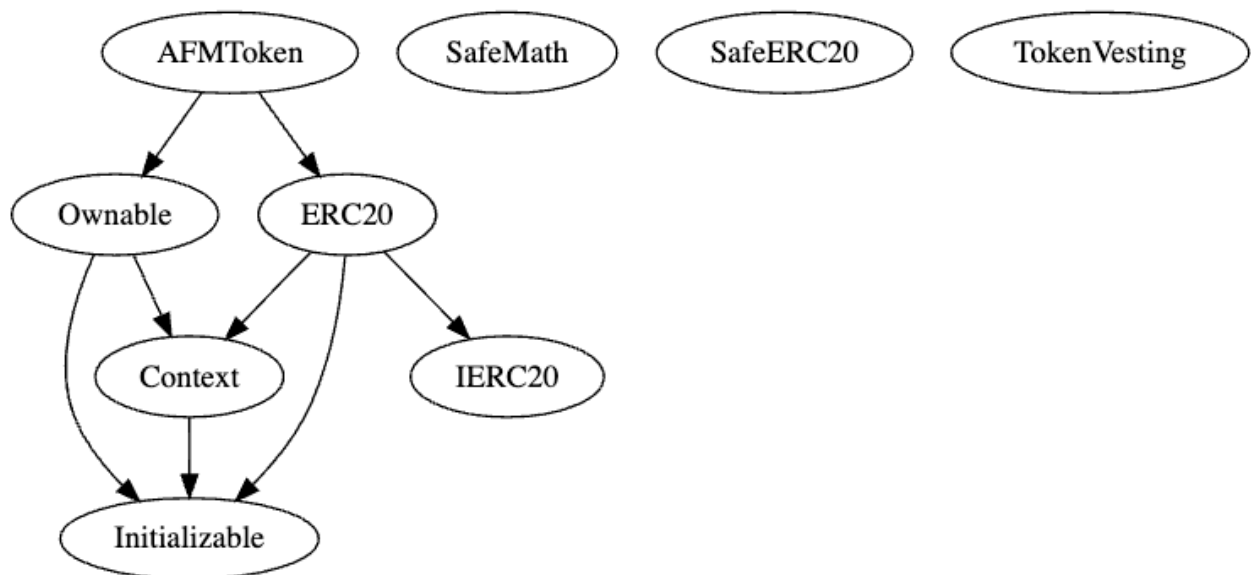 AFMToken
SafeMath
SafeERC20
TokenVesting
Ownable
ERC20
Context
IERC20
Initializable